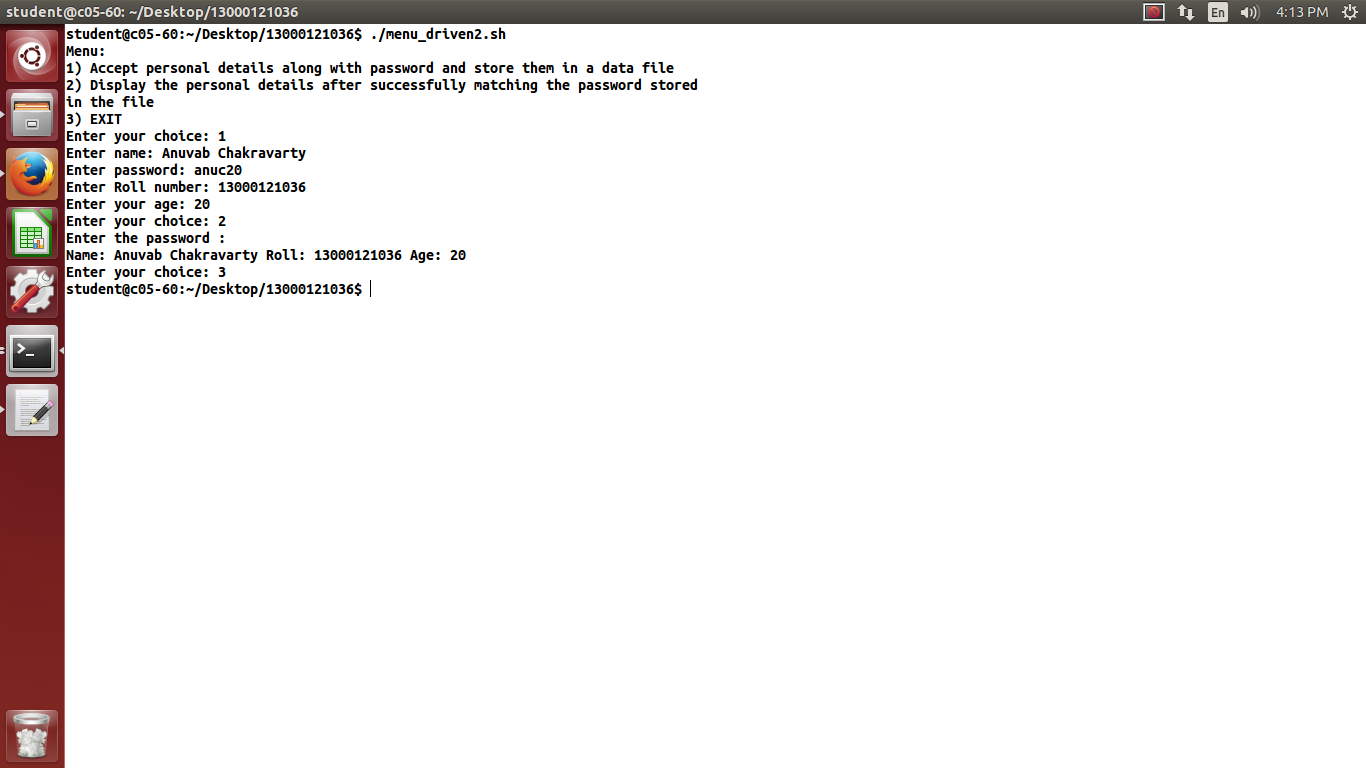 student@c05-60: ~/Desktop/13000121036
En
4:13 PM
student@c05-60:~/Desktop/13000121036$ ./menu_driven2.sh
Menu:
1) Accept personal details along with password and store them in a data file
2) Display the personal details after successfully matching the password stored
in the file
3) EXIT
Enter your choice: 1
Enter name: Anuvab Chakravarty
Enter password: anuc20
Enter Roll number: 13000121036
Enter your age: 20
Enter your choice: 2
Enter the password :
Name: Anuvab Chakravarty Roll: 13000121036 Age: 20
Enter your choice: 3
student@c05-60:~/Desktop/13000121036$